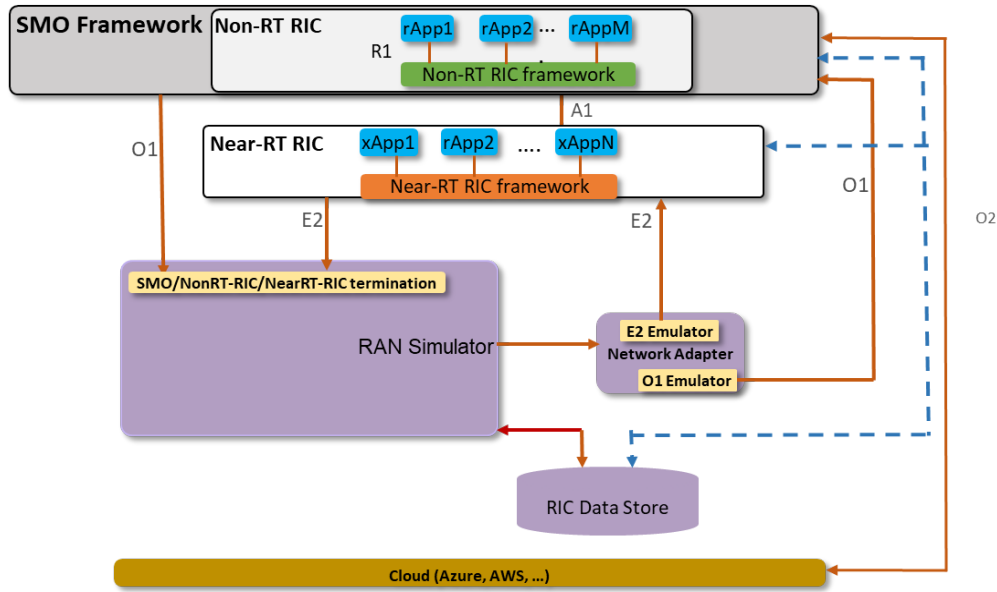 SMO Framework
Non-RT RIC
rApp1
rApp2
...
rAppM
R1
.
Non-RT RIC framework
A1
O1
Near-RT RIC
xApp1
rApp2
....
xAppN
Near-RT RIC framework
O1
E2
E2
O2
SMO/NonRT-RIC/NearRT-RIC termination
RAN Simulator
E2 Emulator
Network Adapter
O1 Emulator
RIC Data Store
Cloud (Azure, AWS, ...)